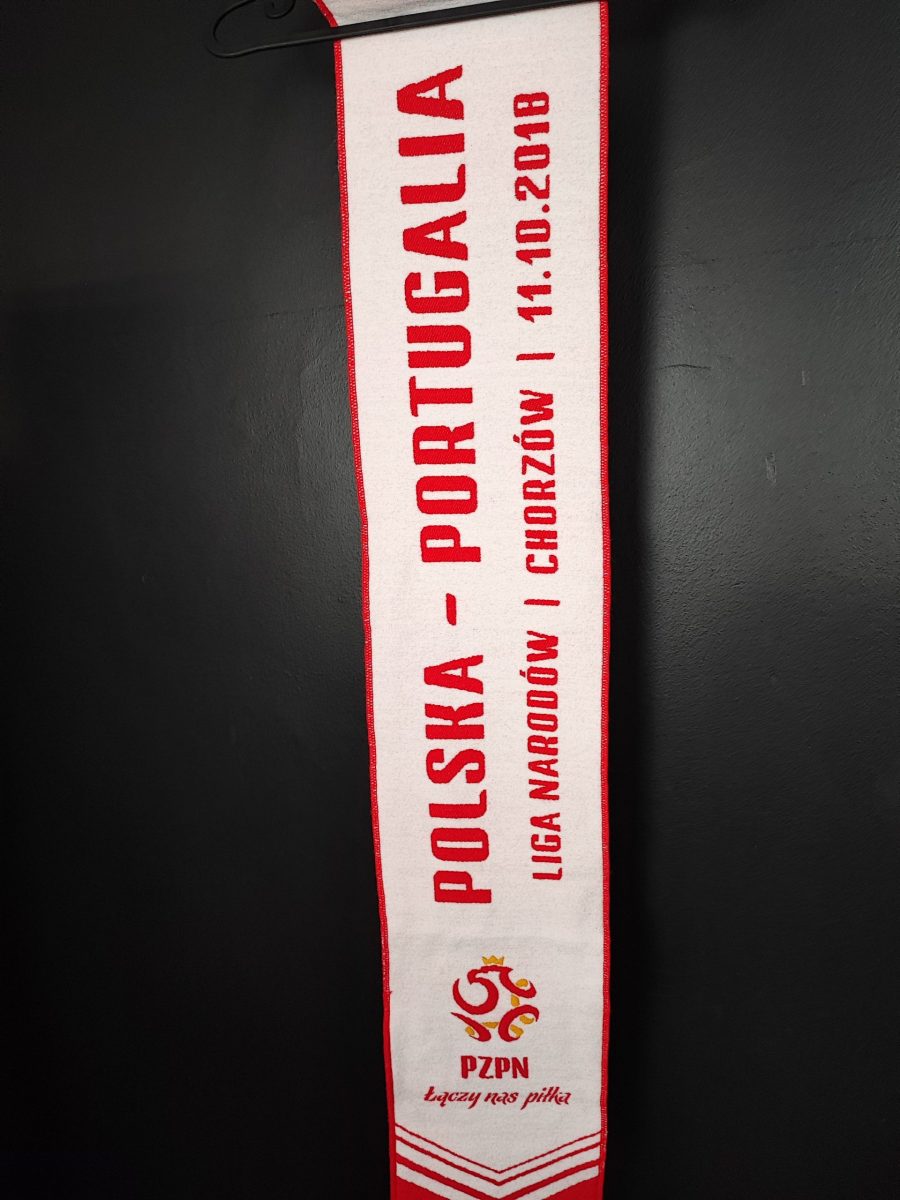 POLSKA - PORTUGALIA
LIGA NARODÓW | CHORZÓW | 11.10.2018
PZPN
Łączy nas piłka